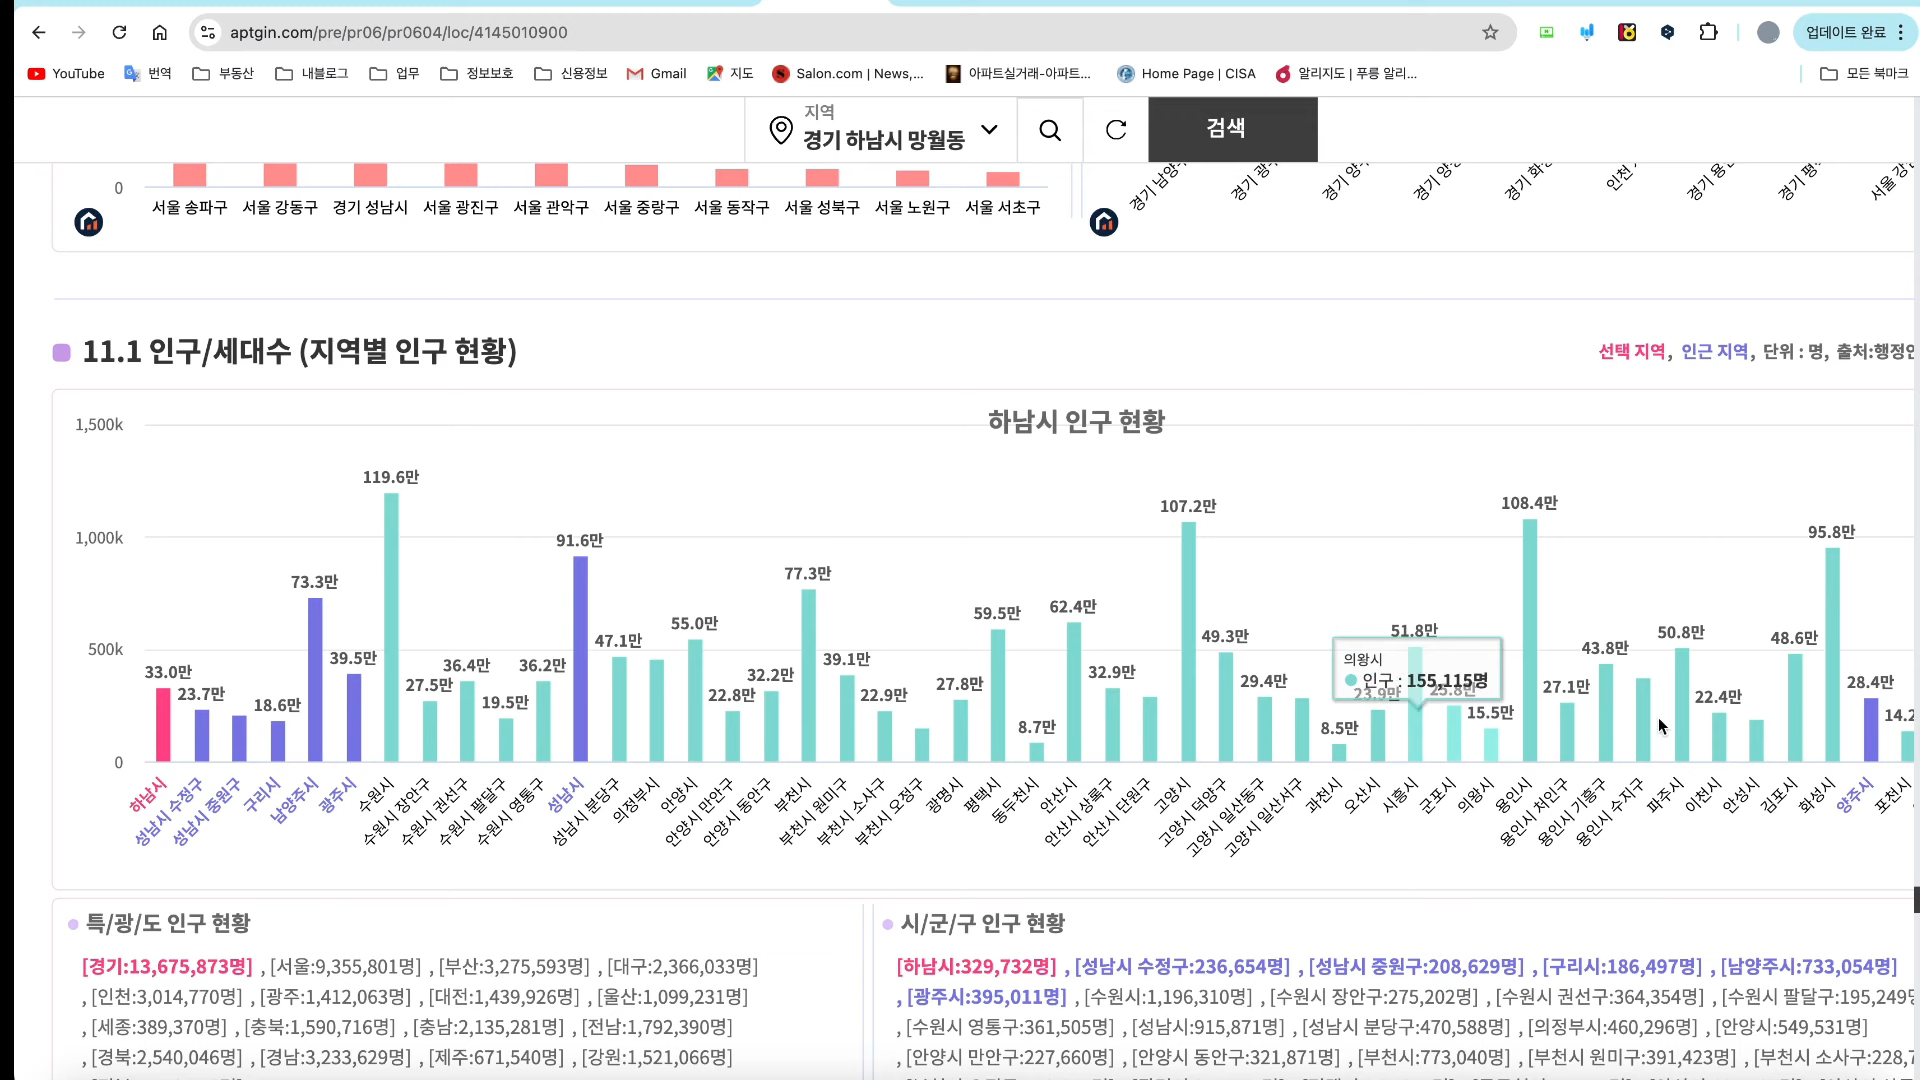 aptgin.com/pre/pr06/pr0604/loc/4145010900
업데이트 완료
YouTube 번역 부동산 내블로그 업무 정보보호 신용정보 Gmail 지도 Salon.com | News,... 아파트실거래-아파트... Home Page | CISA 알리지도 | 푸릉 알리... 모든 북마크
지역
경기 하남시 망월동
검색
0
서울 송파구 서울 강동구 경기 성남시 서울 광진구 서울 관악구 서울 중랑구 서울 동작구 서울 성북구 서울 노원구 서울 서초구
11.1 인구/세대수 (지역별 인구 현황)
선택 지역, 인근 지역, 단위 : 명, 출처:행정안
하남시 인구 현황
1,500k
1,000k
500k
0
33.0만 23.7만 18.6만 73.3만 39.5만 119.6만 27.5만 36.4만 19.5만 36.2만 91.6만 47.1만 55.0만 22.8만 32.2만 77.3만 39.1만 22.9만 27.8만 59.5만 8.7만 62.4만 32.9만 107.2만 49.3만 29.4만 8.5만 23.9만 51.8만 25.8만 15.5만 108.4만 27.1만 43.8만 50.8만 22.4만 48.6만 95.8만 28.4만 14.2
의왕시
인구 : 155,115명
하남시 성남시 수정구 성남시 중원구 구리시 남양주시 광주시 수원시 수원시 장안구 수원시 권선구 수원시 팔달구 수원시 영통구 성남시 성남시 분당구 의정부시 안양시 안양시 만안구 안양시 동안구 부천시 부천시 원미구 부천시 소사구 부천시 오정구 광명시 평택시 동두천시 안산시 안산시 상록구 안산시 단원구 고양시 고양시 덕양구 고양시 일산동구 고양시 일산서구 과천시 오산시 시흥시 군포시 의왕시 용인시 용인시 처인구 용인시 기흥구 용인시 수지구 파주시 이천시 안성시 김포시 화성시 양주시 포천시
특/광/도 인구 현황
[경기:13,675,873명] , [서울:9,355,801명] , [부산:3,275,593명] , [대구:2,366,033명]
, [인천:3,014,770명] , [광주:1,412,063명] , [대전:1,439,926명] , [울산:1,099,231명]
, [세종:389,370명] , [충북:1,590,716명] , [충남:2,135,281명] , [전남:1,792,390명]
, [경북:2,540,046명] , [경남:3,233,629명] , [제주:671,540명] , [강원:1,521,066명]
시/군/구 인구 현황
[하남시:329,732명] , [성남시 수정구:236,654명] , [성남시 중원구:208,629명] , [구리시:186,497명] , [남양주시:733,054명]
, [광주시:395,011명] , [수원시:1,196,310명] , [수원시 장안구:275,202명] , [수원시 권선구:364,354명] , [수원시 팔달구:195,249명
, [수원시 영통구:361,505명] , [성남시:915,871명] , [성남시 분당구:470,588명] , [의정부시:460,296명] , [안양시:549,531명]
, [안양시 만안구:227,660명] , [안양시 동안구:321,871명] , [부천시:773,040명] , [부천시 원미구:391,423명] , [부천시 소사구:228,7